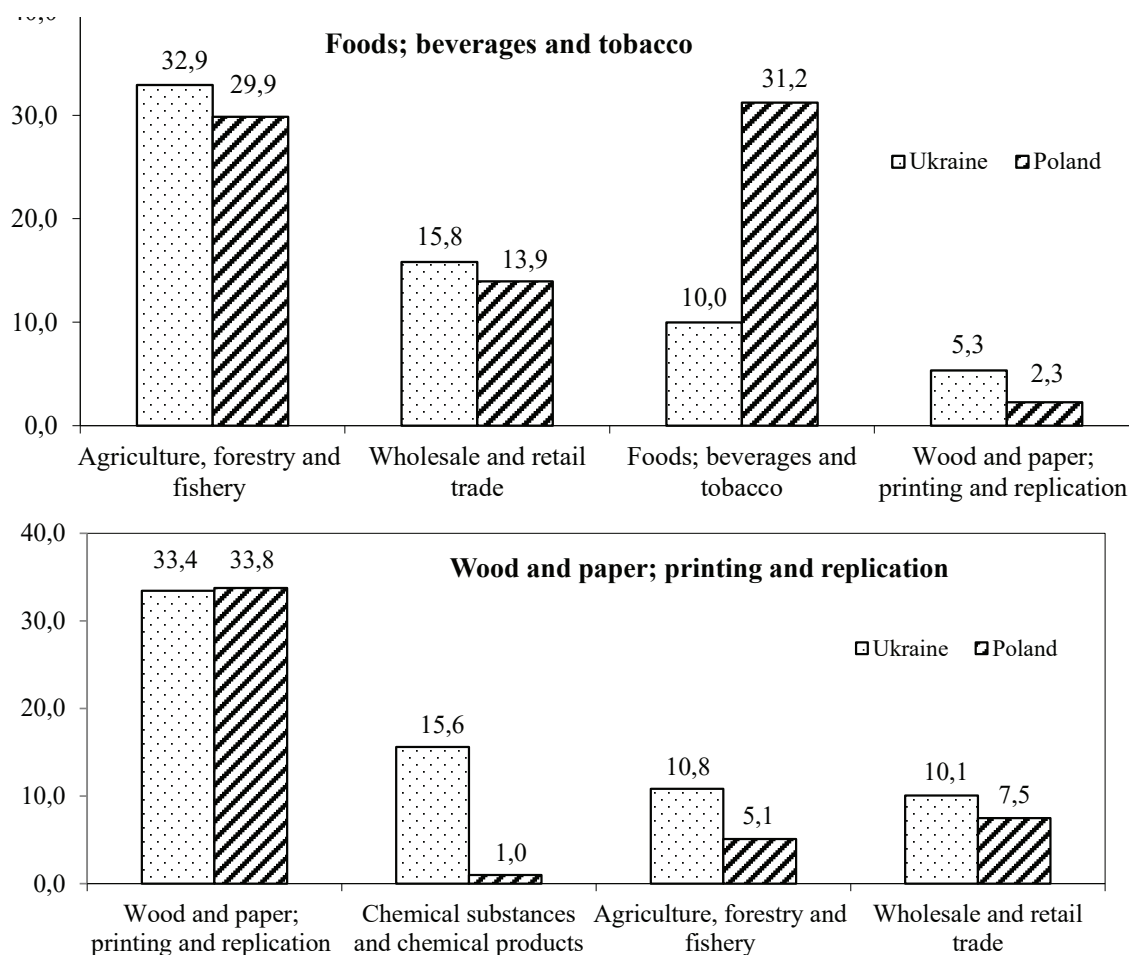 40,0
Foods; beverages and tobacco
32,9
29,9
31,2
30,0
Ukraine Poland
20,0
15,8
13,9
10,0
10,0
5,3
2,3
0,0
Agriculture, forestry and
fishery
Wholesale and retail
trade
Foods; beverages and
tobacco
Wood and paper;
printing and replication
40,0
33,4 33,8
Wood and paper; printing and replication
30,0
Ukraine Poland
20,0
15,6
10,8
10,1
10,0
7,5
5,1
1,0
0,0
Wood and paper;
printing and replication
Chemical substances
and chemical products
Agriculture, forestry and
fishery
Wholesale and retail
trade